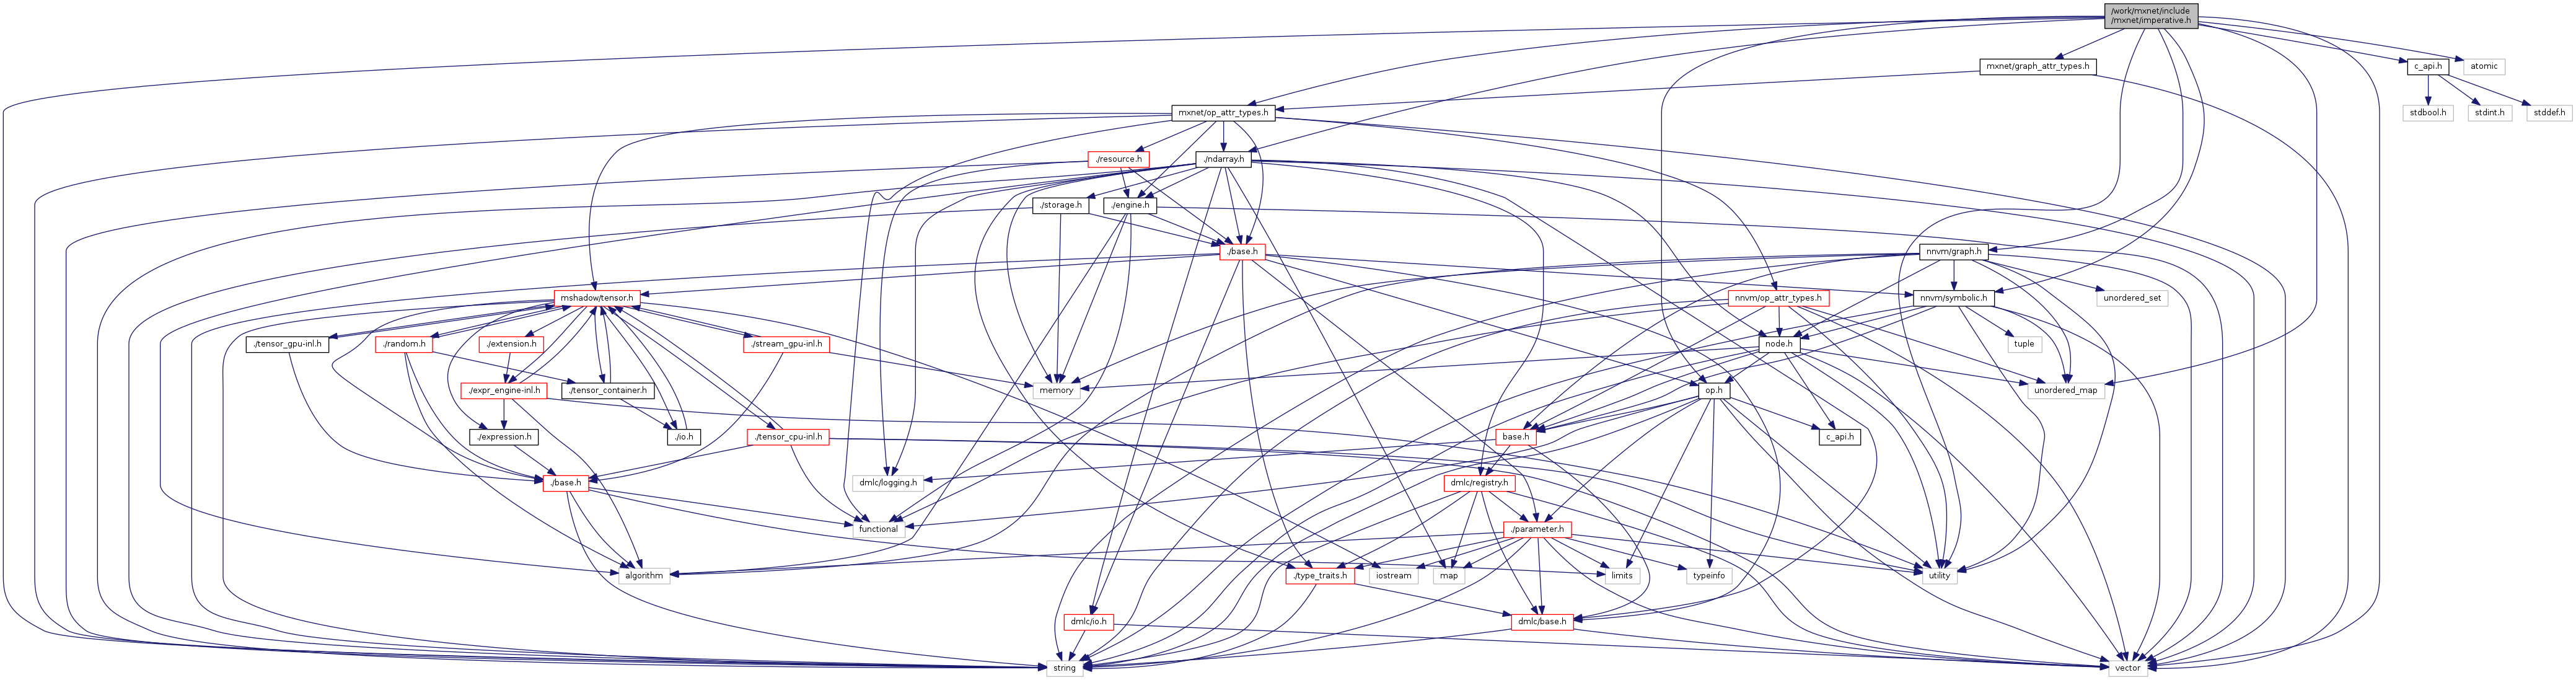 /work/mxnet/include
/mxnet/imperative.h
mxnet/graph_attr_types.h
c_api.h
atomic
mxnet/op_attr_types.h
stdbool.h
stdint.h
stddef.h
./resource.h
./ndarray.h
./storage.h
./engine.h
./base.h
nnvm/graph.h
mshadow/tensor.h
nnvm/op_attr_types.h
nnvm/symbolic.h
unordered_set
./tensor_gpu-inl.h
./random.h
./extension.h
./stream_gpu-inl.h
node.h
tuple
./expr_engine-inl.h
./tensor_container.h
memory
op.h
unordered_map
./expression.h
./io.h
./tensor_cpu-inl.h
base.h
c_api.h
./base.h
dmlc/logging.h
dmlc/registry.h
functional
./parameter.h
algorithm
./type_traits.h
iostream
map
limits
typeinfo
utility
dmlc/io.h
dmlc/base.h
string
vector